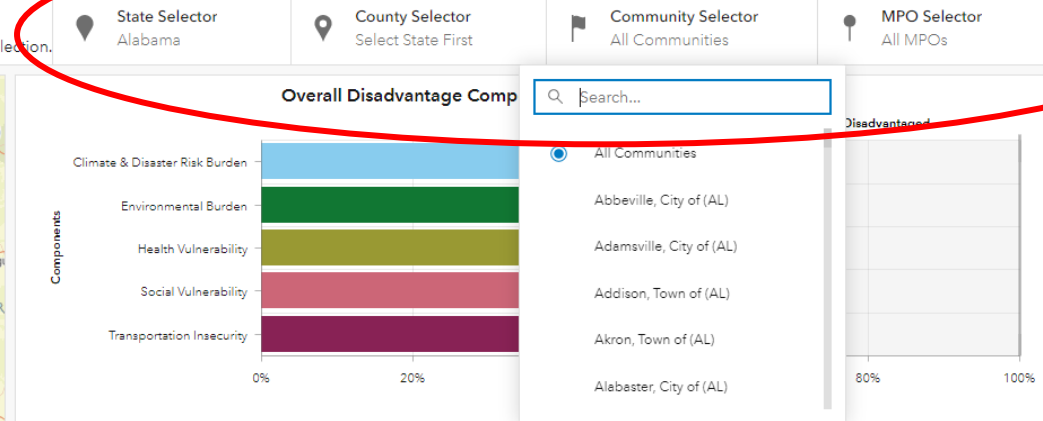 State Selector
Alabama
County Selector
Select State First
Community Selector
All Communities
MPO Selector
All MPOs
lection.
Overall Disadvantage Comp
Search...
Disadvantaged
All Communities
Abbeville, City of (AL)
Adamsville, City of (AL)
Addison, Town of (AL)
Akron, Town of (AL)
Alabaster, City of (AL)
Components
Climate & Disaster Risk Burden
Environmental Burden
Health Vulnerability
Social Vulnerability
Transportation Insecurity
0%
20%
80%
100%